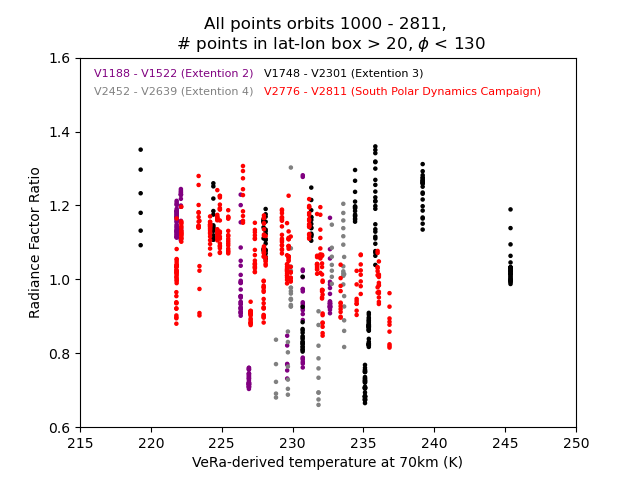 All points orbits 1000 - 2811,
# points in lat-lon box > 20, ϕ < 130
V1188 - V1522 (Extention 2) V1748 - V2301 (Extention 3)
V2452 - V2639 (Extention 4) V2776 - V2811 (South Polar Dynamics Campaign)
1.6
1.4
1.2
1.0
0.8
0.6
Radiance Factor Ratio
215 220 225 230 235 240 245 250
VeRa-derived temperature at 70km (K)